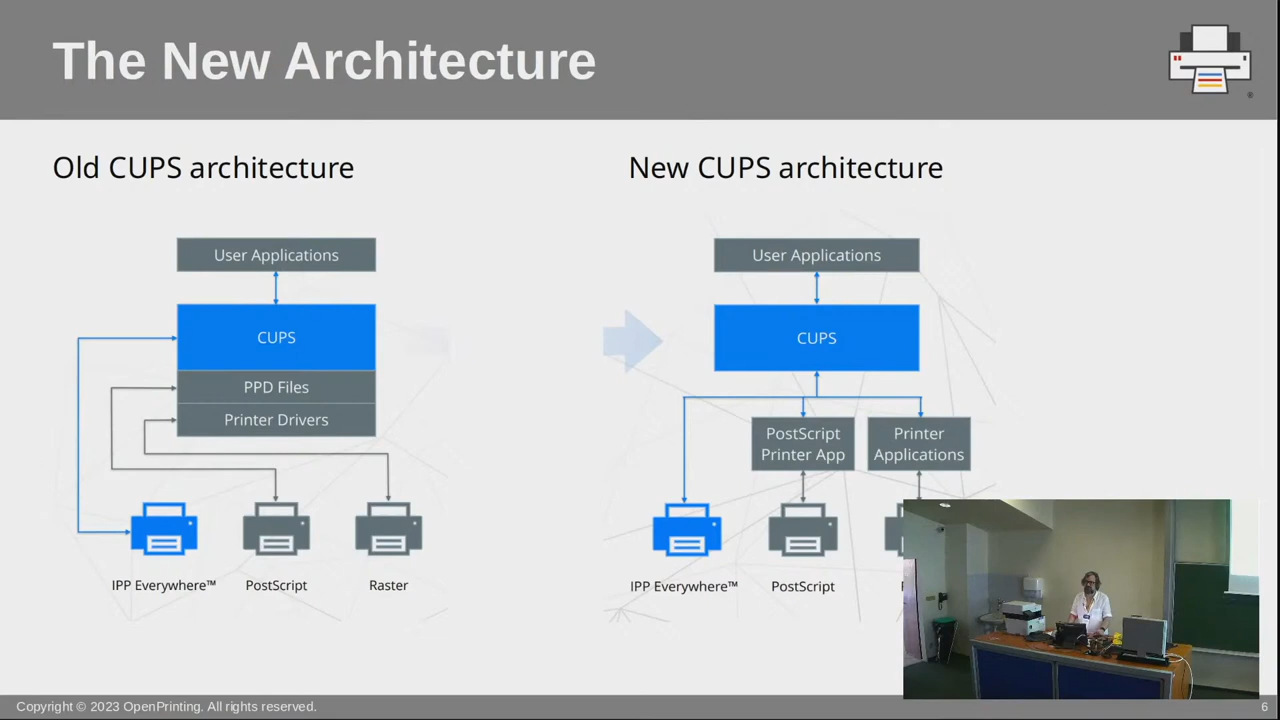 The New Architecture
®
Old CUPS architecture
User Applications
CUPS
PPD Files
Printer Drivers
IPP Everywhere™
PostScript
Raster
New CUPS architecture
User Applications
CUPS
PostScript
Printer App
Printer
Applications
IPP Everywhere™
PostScript
Copyright © 2023 OpenPrinting. All rights reserved.
6